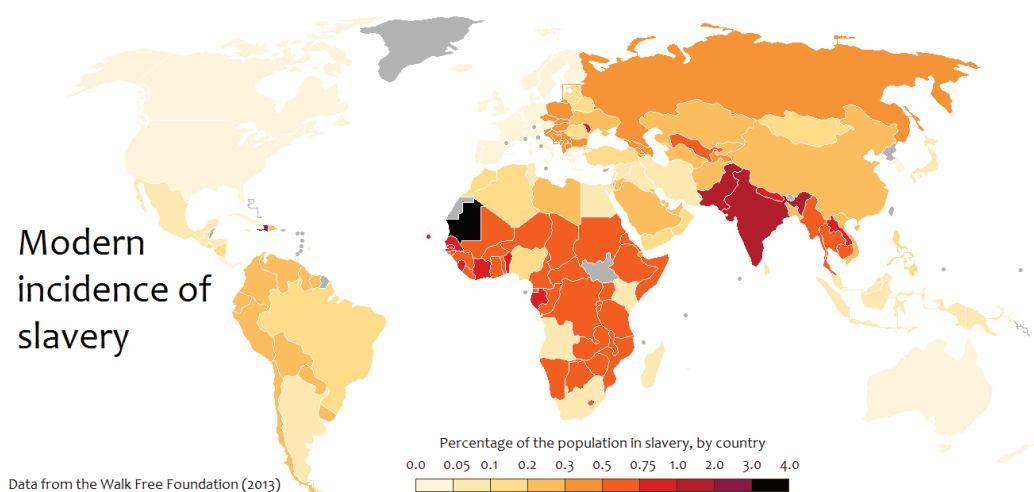 Modern
incidence of
slavery
Percentage of the population in slavery, by country
0.0 0.05 0.1 0.2 0.3 0.5 0.75 1.0 2.0 3.0 4.0
Data from the Walk Free Foundation (2013)